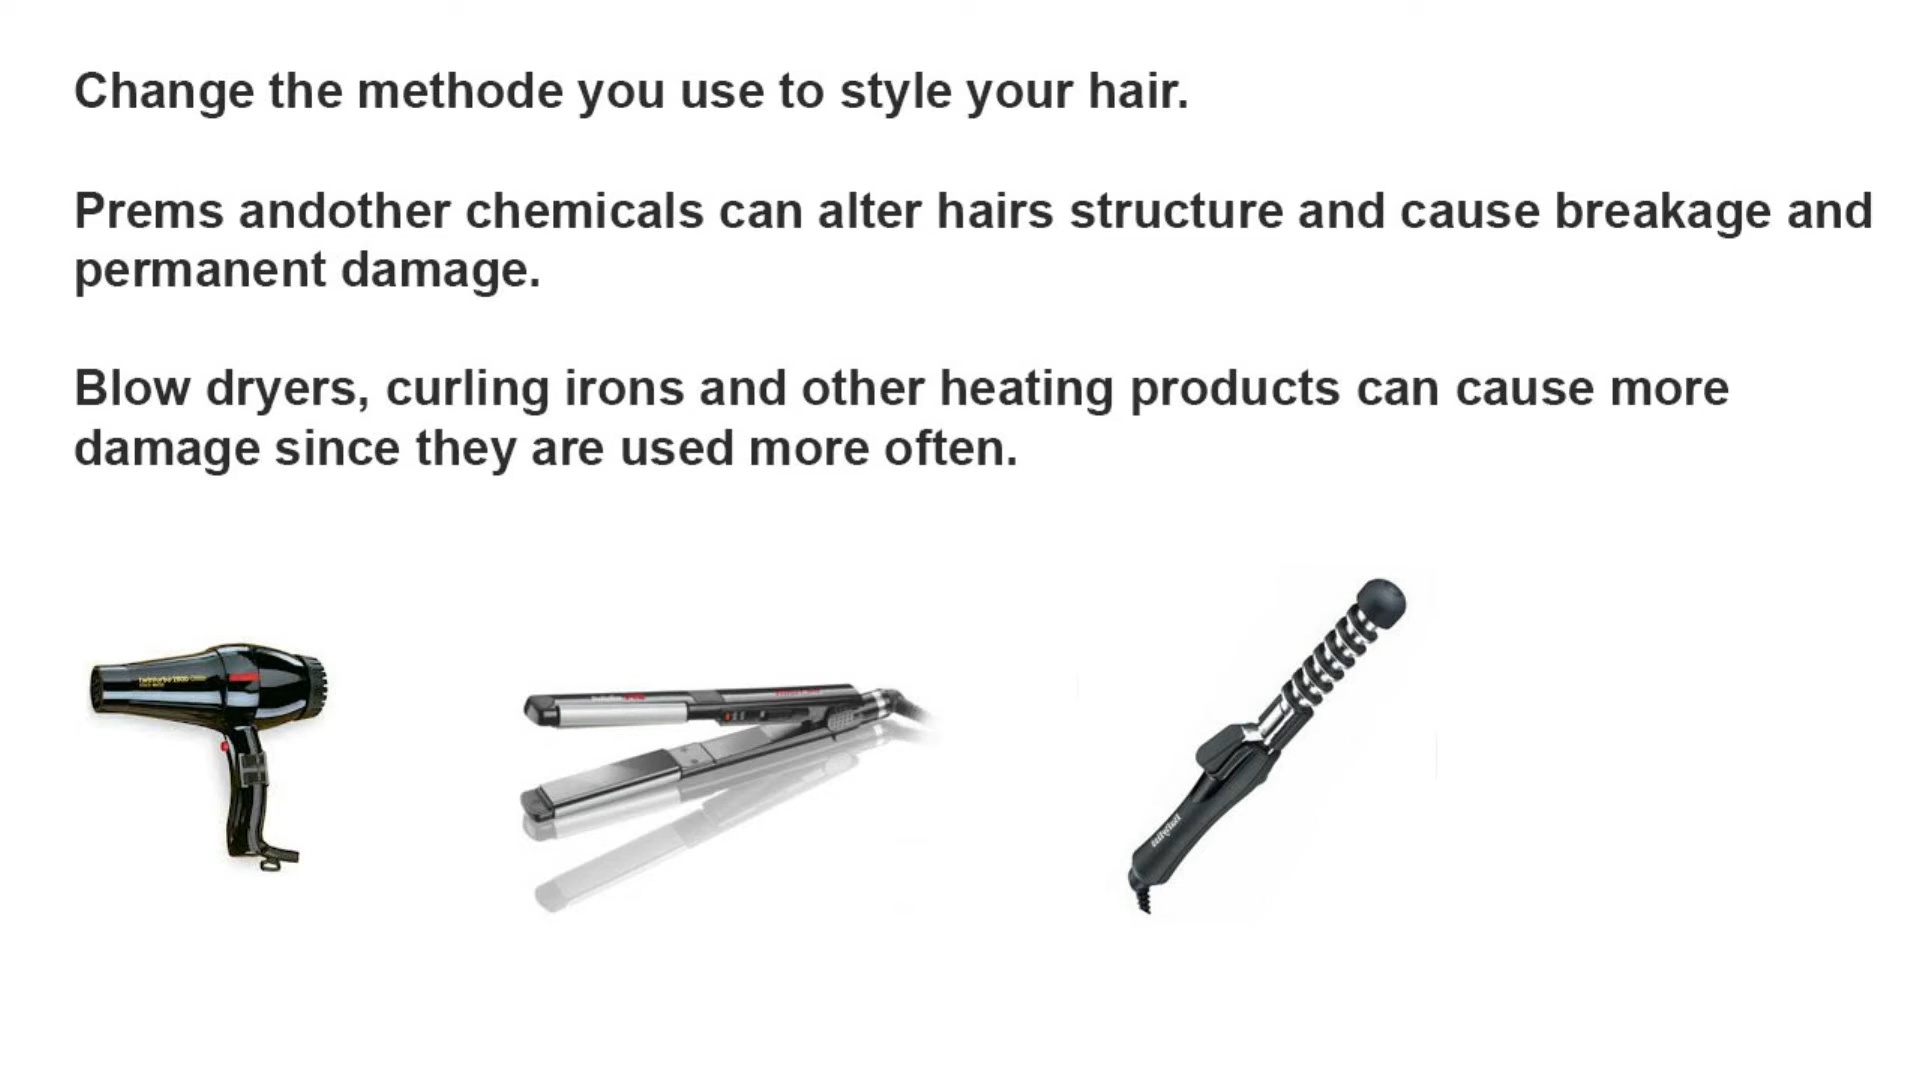 Change the methode you use to style your hair.
Prems andother chemicals can alter hairs structure and cause breakage and
permanent damage.
Blow dryers, curling irons and other heating products can cause more
damage since they are used more often.